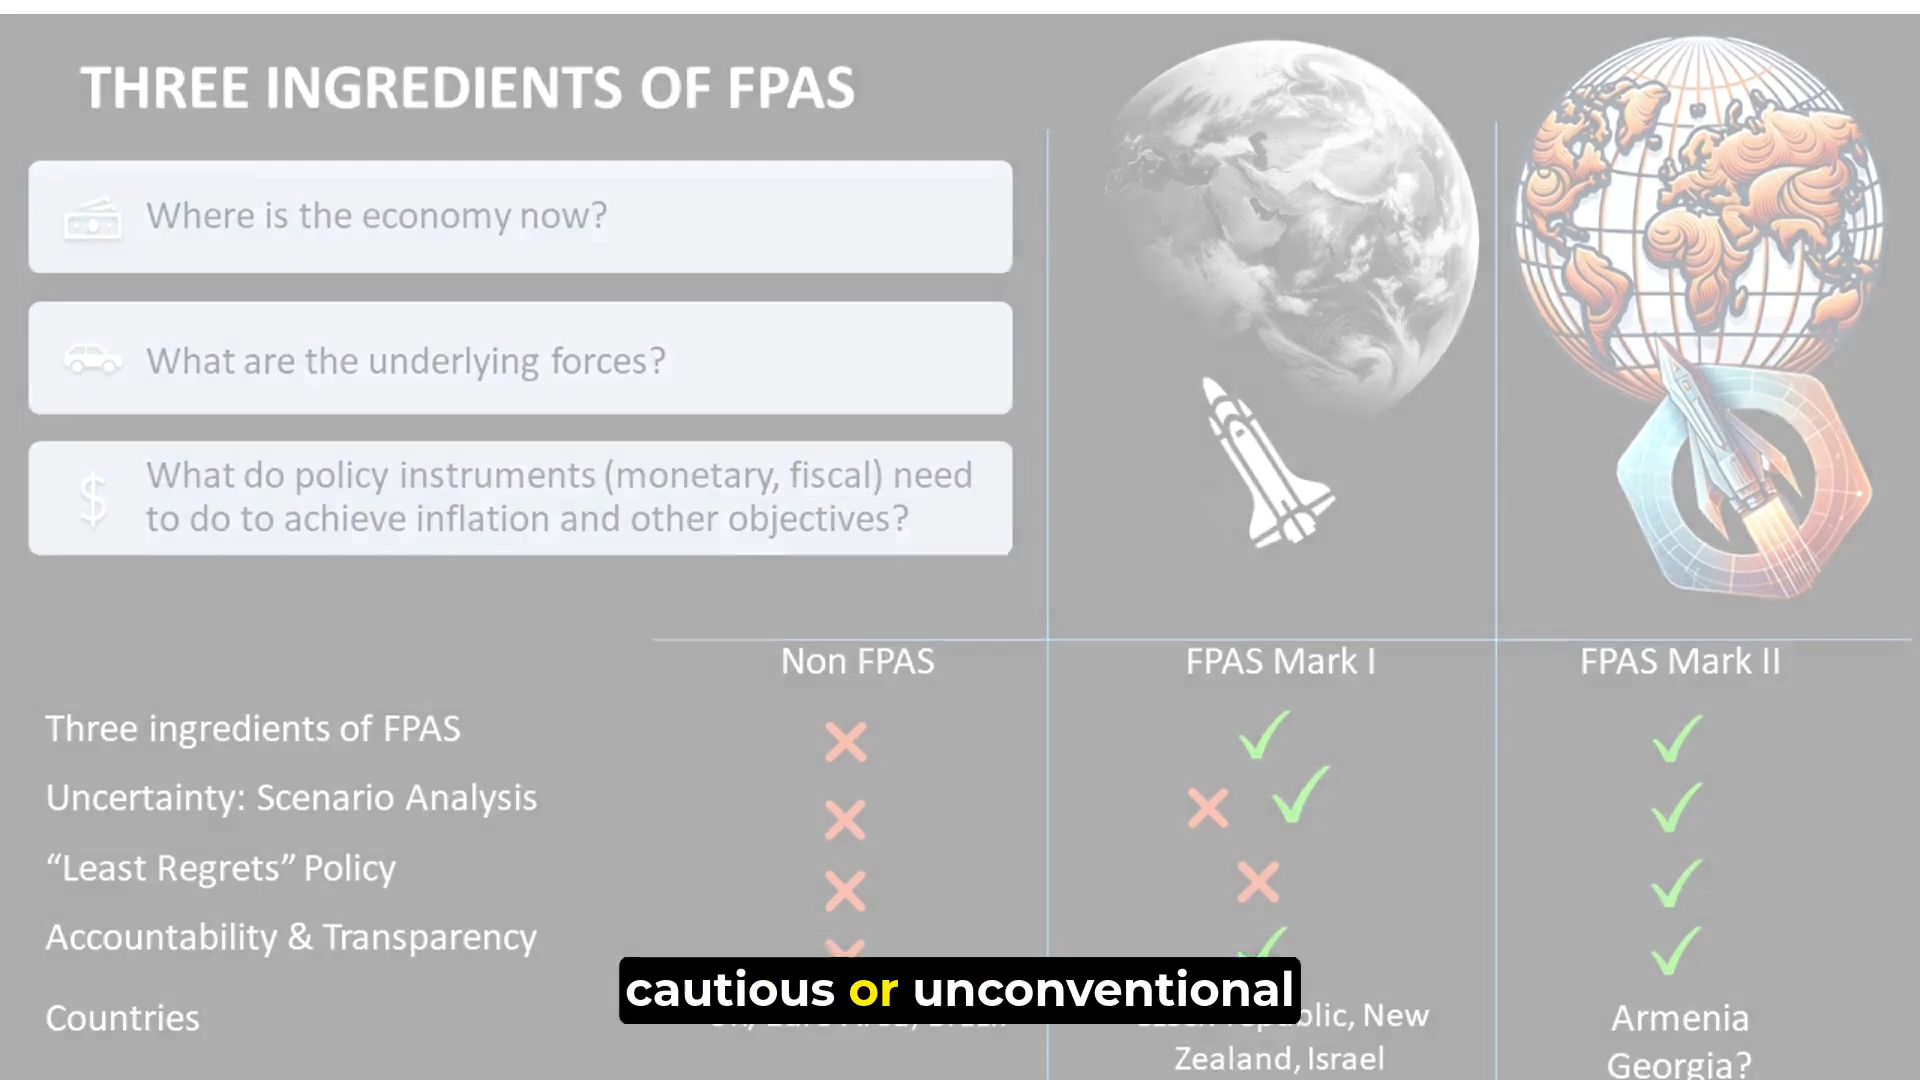 THREE INGREDIENTS OF FPAS
Where is the economy now?
What are the underlying forces?
$ What do policy instruments (monetary, fiscal) need
to do to achieve inflation and other objectives?
Non FPAS FPAS Mark I FPAS Mark II
Three ingredients of FPAS
Uncertainty: Scenario Analysis
“Least Regrets” Policy
Accountability & Transparency
cautious or unconventional
Countries New Armenia
Zealand, Israel Georgia?